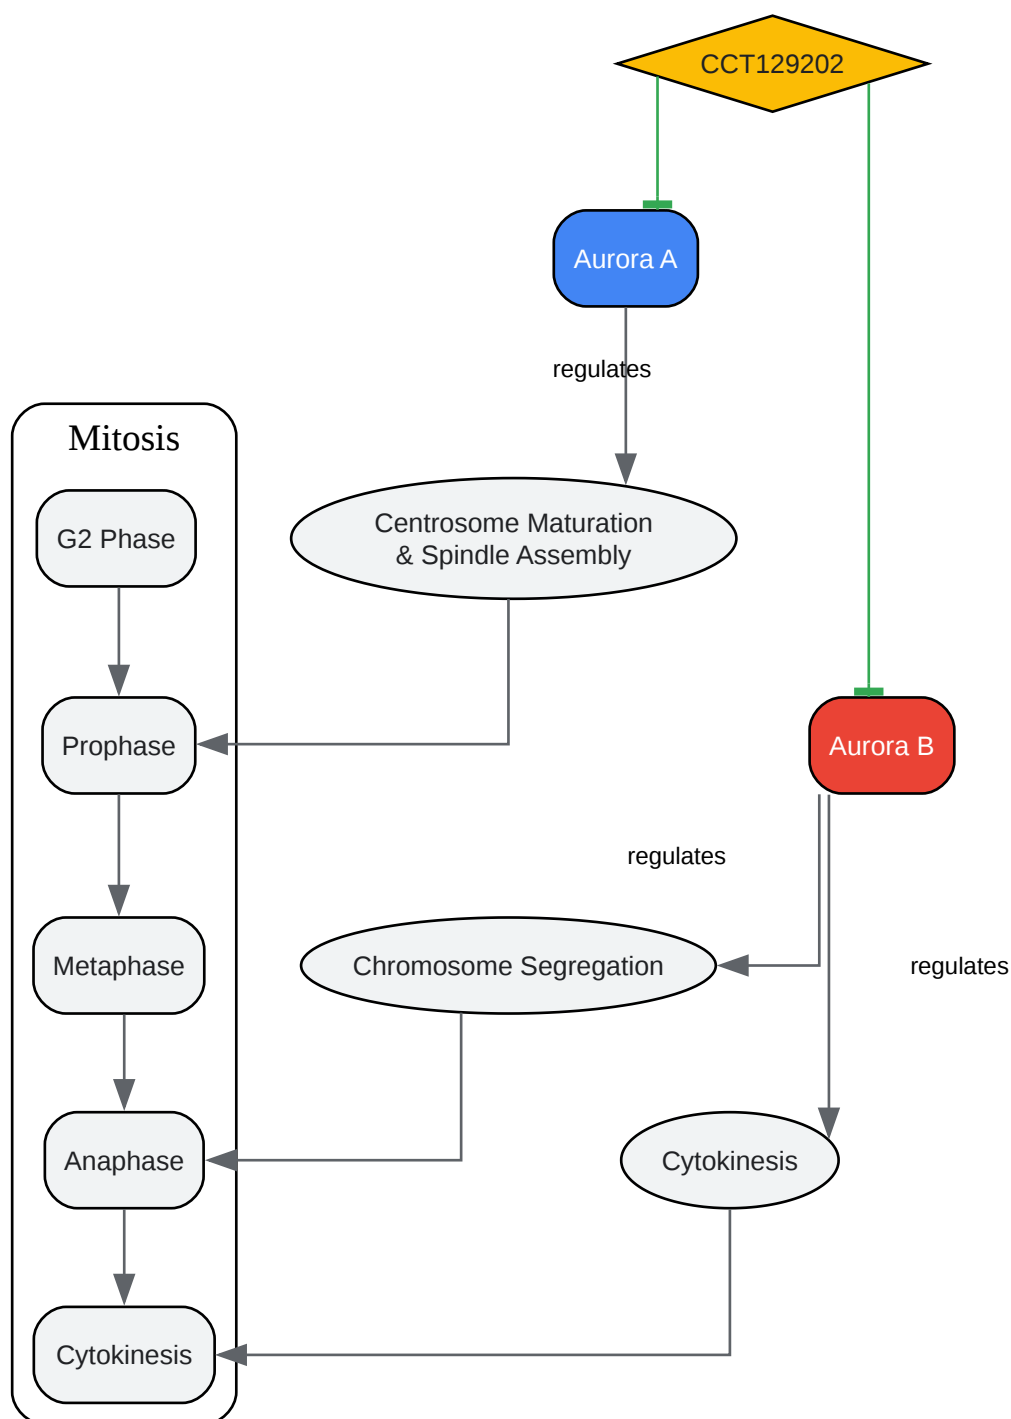 CCT129202
Aurora A
regulates
Mitosis
G2 Phase
Centrosome Maturation
& Spindle Assembly
Prophase
Aurora B
regulates
Metaphase
Chromosome Segregation
regulates
Anaphase
Cytokinesis
Cytokinesis